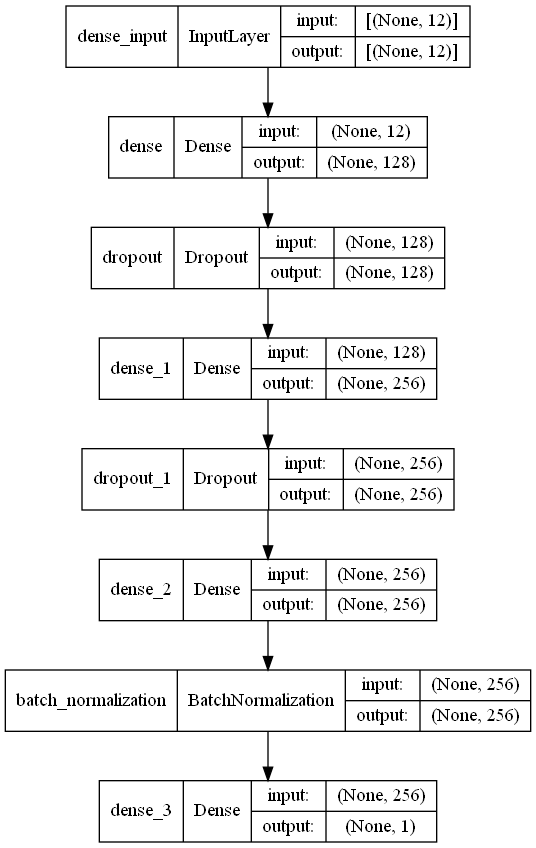 dense_input InputLayer input: [(None, 12)]
output: [(None, 12)]
dense Dense input: (None, 12)
output: (None, 128)
dropout Dropout input: (None, 128)
output: (None, 128)
dense_1 Dense input: (None, 128)
output: (None, 256)
dropout_1 Dropout input: (None, 256)
output: (None, 256)
dense_2 Dense input: (None, 256)
output: (None, 256)
batch_normalization BatchNormalization input: (None, 256)
output: (None, 256)
dense_3 Dense input: (None, 256)
output: (None, 1)